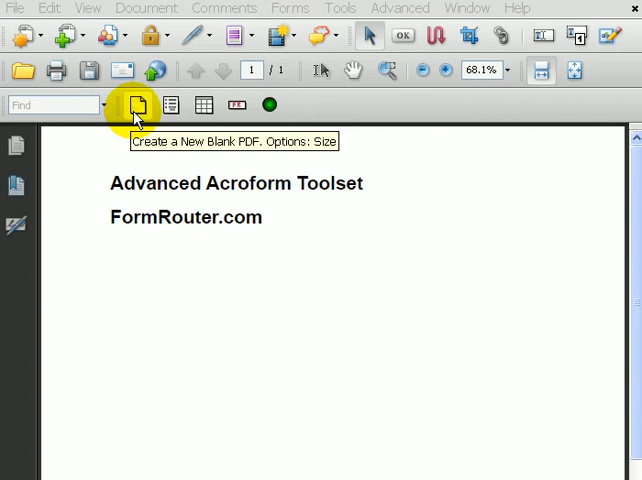 File Edit View Document Comments Forms Tools Advanced Window Help
OK
1 / 1 68.1%
Find
Create a New Blank PDF. Options: Size
Advanced Acroform Toolset
FormRouter.com